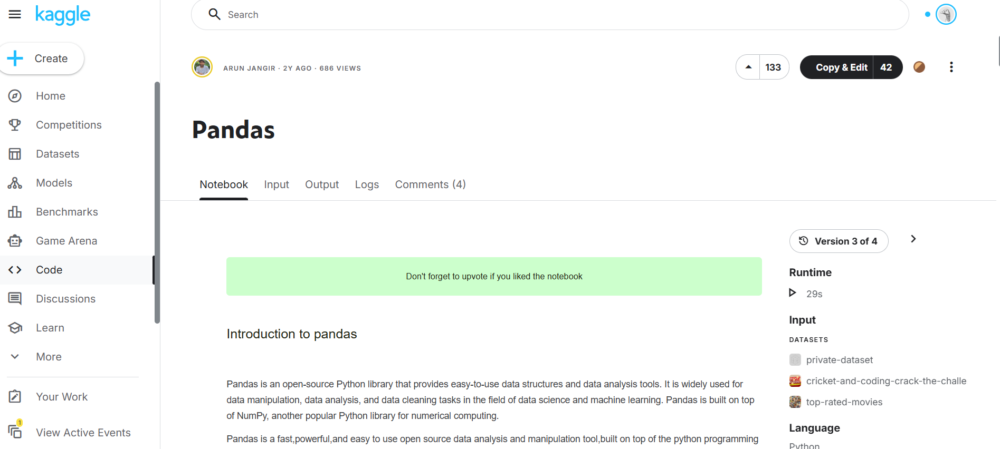 kaggle
Search
Create
Home
Competitions
Datasets
Models
Benchmarks
Game Arena
Code
Discussions
Learn
More
Your Work
1
View Active Events
ARUN JANGIR · 2Y AGO · 686 VIEWS
133
Copy & Edit 42
Pandas
Notebook Input Output Logs Comments (4)
Don't forget to upvote if you liked the notebook
Introduction to pandas
Pandas is an open-source Python library that provides easy-to-use data structures and data analysis tools. It is widely used for
data manipulation, data analysis, and data cleaning tasks in the field of data science and machine learning. Pandas is built on top
of NumPy, another popular Python library for numerical computing.
Pandas is a fast,powerful,and easy to use open source data analysis and manipulation tool,built on top of the python programming
Version 3 of 4
Runtime
29s
Input
DATASETS
private-dataset
cricket-and-coding-crack-the-challe
top-rated-movies
Language
Python